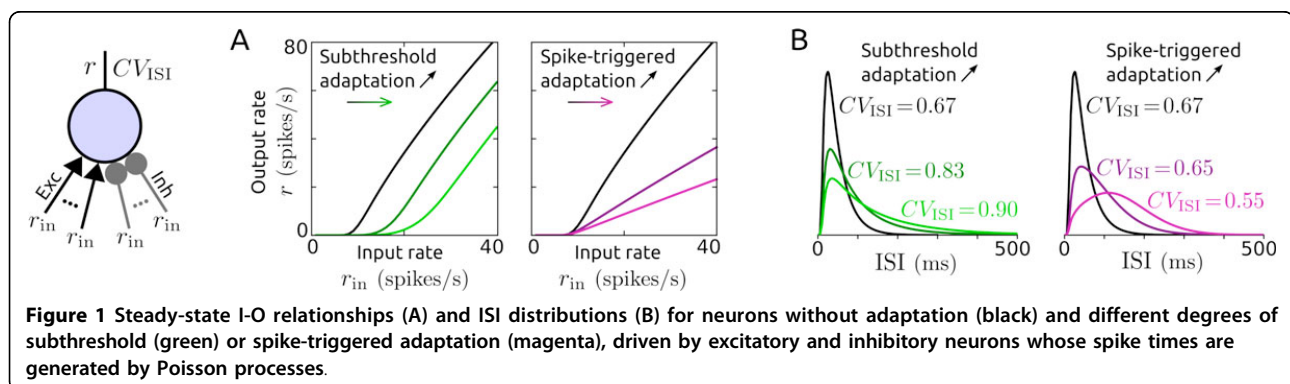 r CV_ISI
Exc
Inh
r_in
...
r_in
r_in
...
r_in
A
80
0
Output rate
r (spikes/s)
Subthreshold
adaptation ↗
0
Input rate
40
r_in (spikes/s)
Spike-triggered
adaptation ↗
0
Input rate
40
r_in (spikes/s)
B
Subthreshold
adaptation ↗
CV_ISI=0.67
CV_ISI=0.83
CV_ISI=0.90
0
500
ISI (ms)
Spike-triggered
adaptation ↗
CV_ISI=0.67
CV_ISI=0.65
CV_ISI=0.55
0
500
ISI (ms)
Figure 1 Steady-state I-O relationships (A) and ISI distributions (B) for neurons without adaptation (black) and different degrees of
subthreshold (green) or spike-triggered adaptation (magenta), driven by excitatory and inhibitory neurons whose spike times are
generated by Poisson processes.